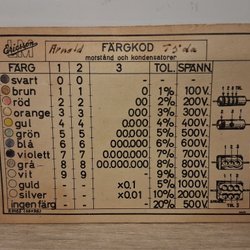 Ericsson
Arnold
FÄRGKOD
motstånd och kondensatorer
FÄRG 1 2 3 TOL. SPÄNN.
svart 0 0
brun 1 1 0 1% 100V.
röd 2 2 00 2% 200V.
orange 3 3 000 3% 300V.
gul 4 4 0.000 4% 400V.
grön 5 5 00.000 5% 500V.
blå 6 6 000.000 6% 600V.
violett 7 7 0.000.000 7% 700V.
grå 8 8 00.000.000 8% 800V.
vit 9 9 9% 900V.
guld x0,1 5% 1000V.
silver x0,01 10% 2000V.
ingen färg 20% 500V.